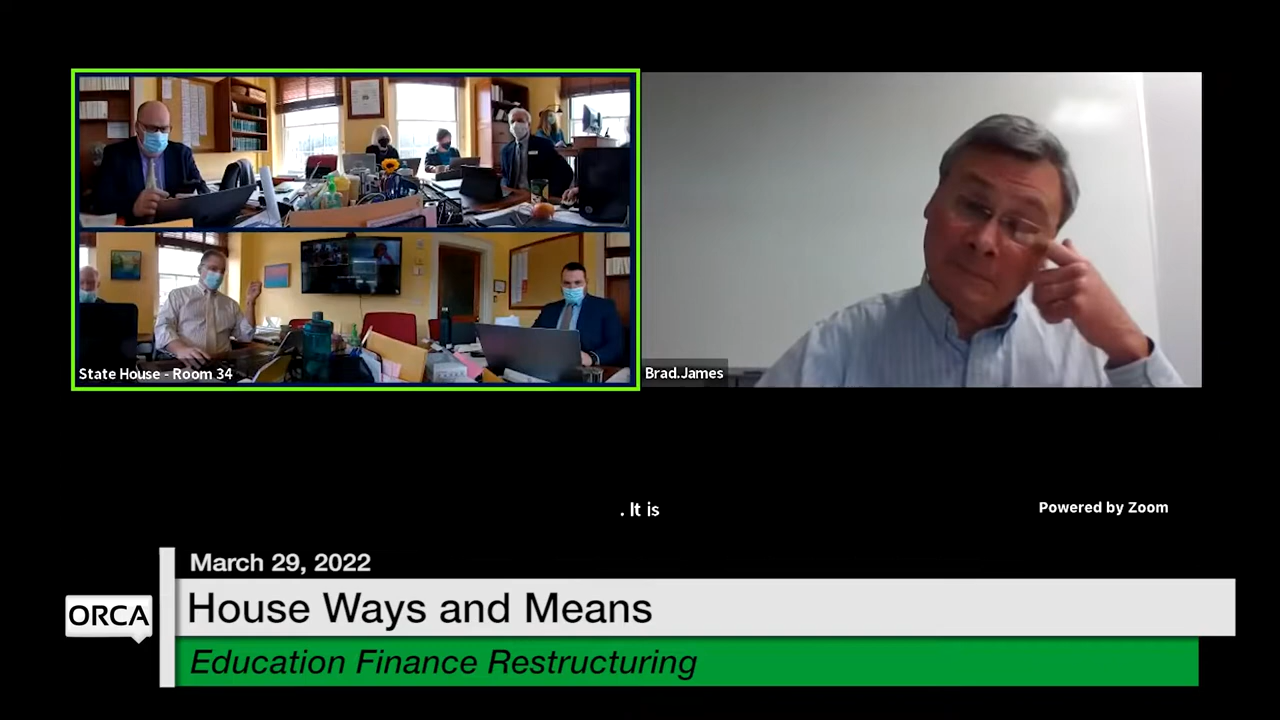 State House - Room 34
Brad.James
. It is
Powered by Zoom
March 29, 2022
ORCA
House Ways and Means
Education Finance Restructuring